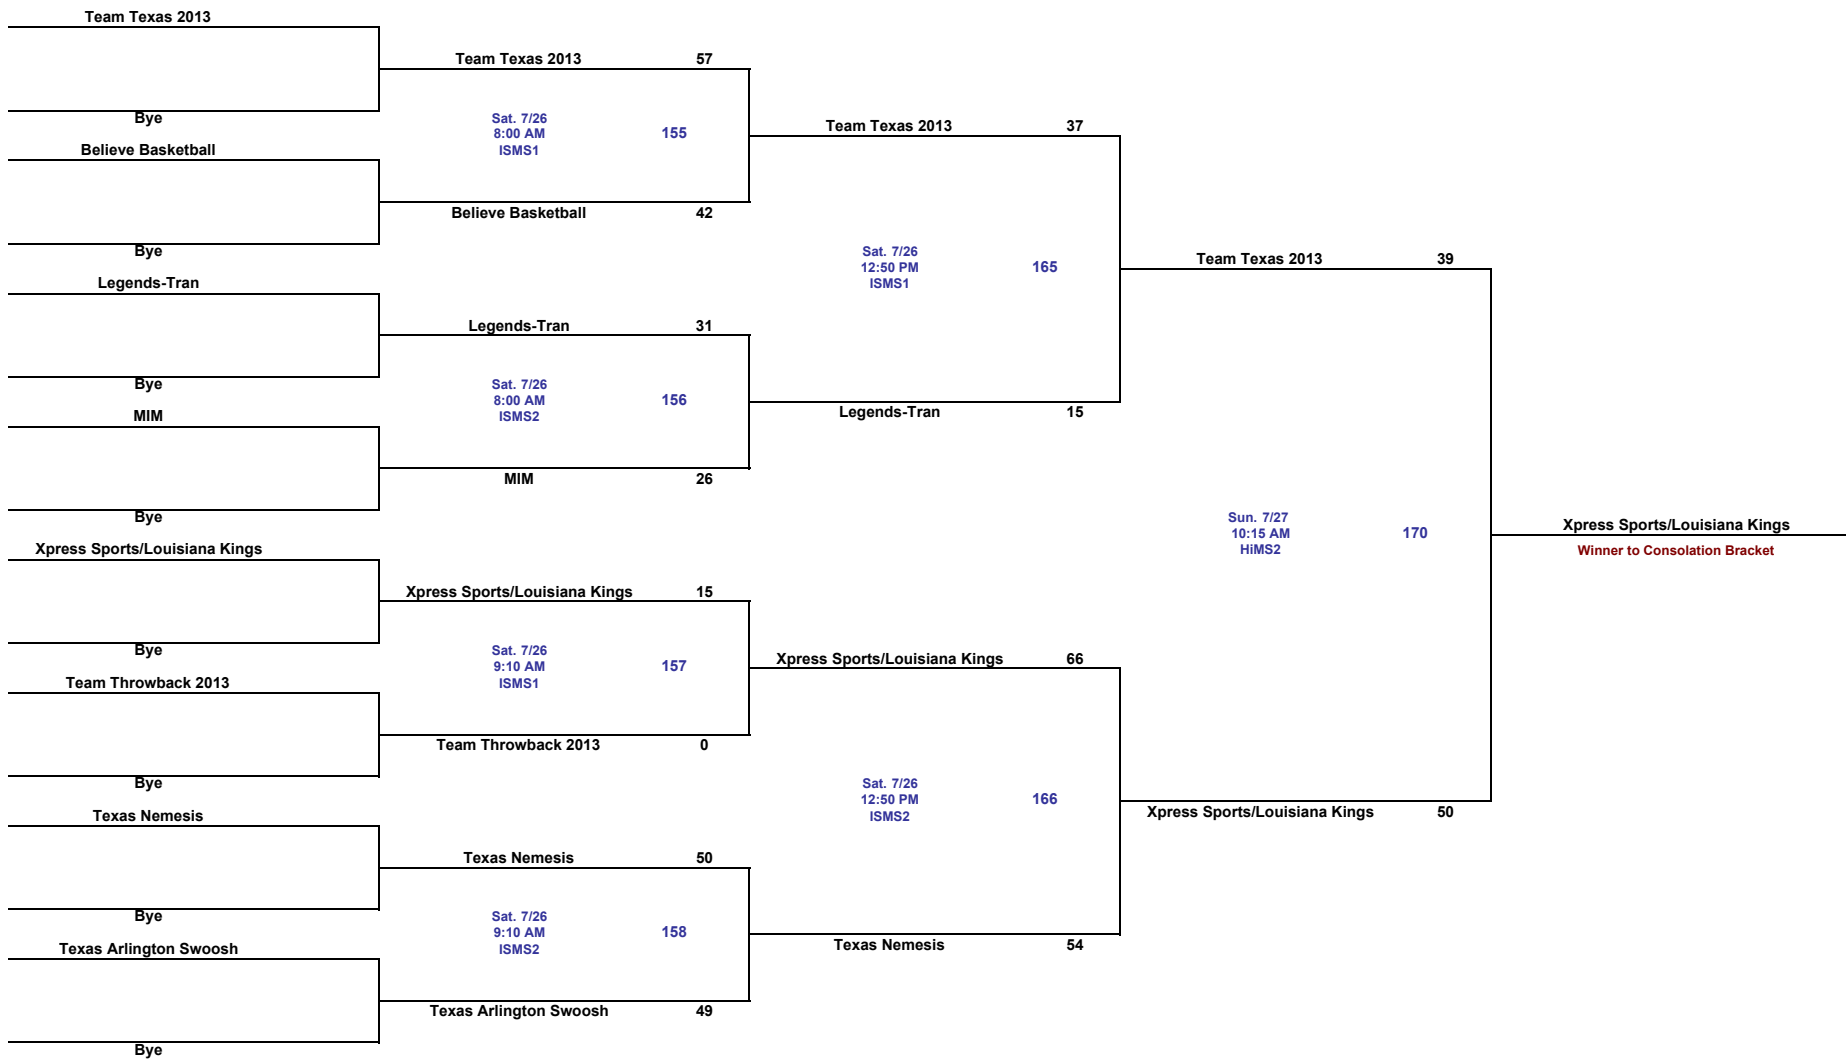 Team Texas 2013
Bye
Believe Basketball
Bye
Legends-Tran
Bye
MIM
Bye
Xpress Sports/Louisiana Kings
Bye
Team Throwback 2013
Bye
Texas Nemesis
Bye
Texas Arlington Swoosh
Bye
Team Texas 2013 57
Sat. 7/26
8:00 AM 155
ISMS1
Believe Basketball 42
Legends-Tran 31
Sat. 7/26
8:00 AM 156
ISMS2
MIM 26
Xpress Sports/Louisiana Kings 15
Sat. 7/26
9:10 AM 157
ISMS1
Team Throwback 2013 0
Texas Nemesis 50
Sat. 7/26
9:10 AM 158
ISMS2
Texas Arlington Swoosh 49
Team Texas 2013 37
Sat. 7/26
12:50 PM 165
ISMS1
Legends-Tran 15
Xpress Sports/Louisiana Kings 66
Sat. 7/26
12:50 PM 166
ISMS2
Texas Nemesis 54
Team Texas 2013 39
Sun. 7/27
10:15 AM 170
HiMS2
Xpress Sports/Louisiana Kings 50
Xpress Sports/Louisiana Kings
Winner to Consolation Bracket